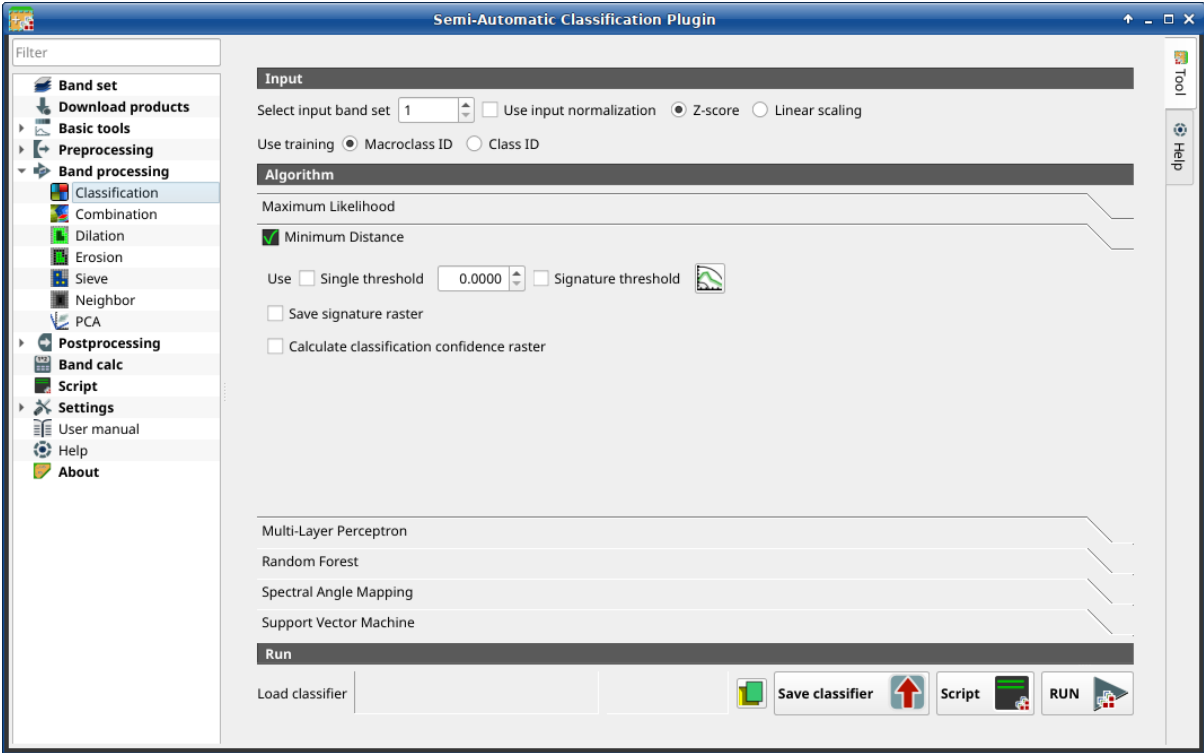 Semi-Automatic Classification Plugin
Filter
Band set
Download products
Basic tools
Preprocessing
Band processing
Classification
Combination
Dilation
Erosion
Sieve
Neighbor
PCA
Postprocessing
Band calc
Script
Settings
User manual
Help
About
Input
Select input band set 1 Use input normalization Z-score Linear scaling
Use training Macroclass ID Class ID
Algorithm
Maximum Likelihood
Minimum Distance
Use Single threshold 0.0000 Signature threshold
Save signature raster
Calculate classification confidence raster
Multi-Layer Perceptron
Random Forest
Spectral Angle Mapping
Support Vector Machine
Run
Load classifier Save classifier Script RUN
Tool
Help